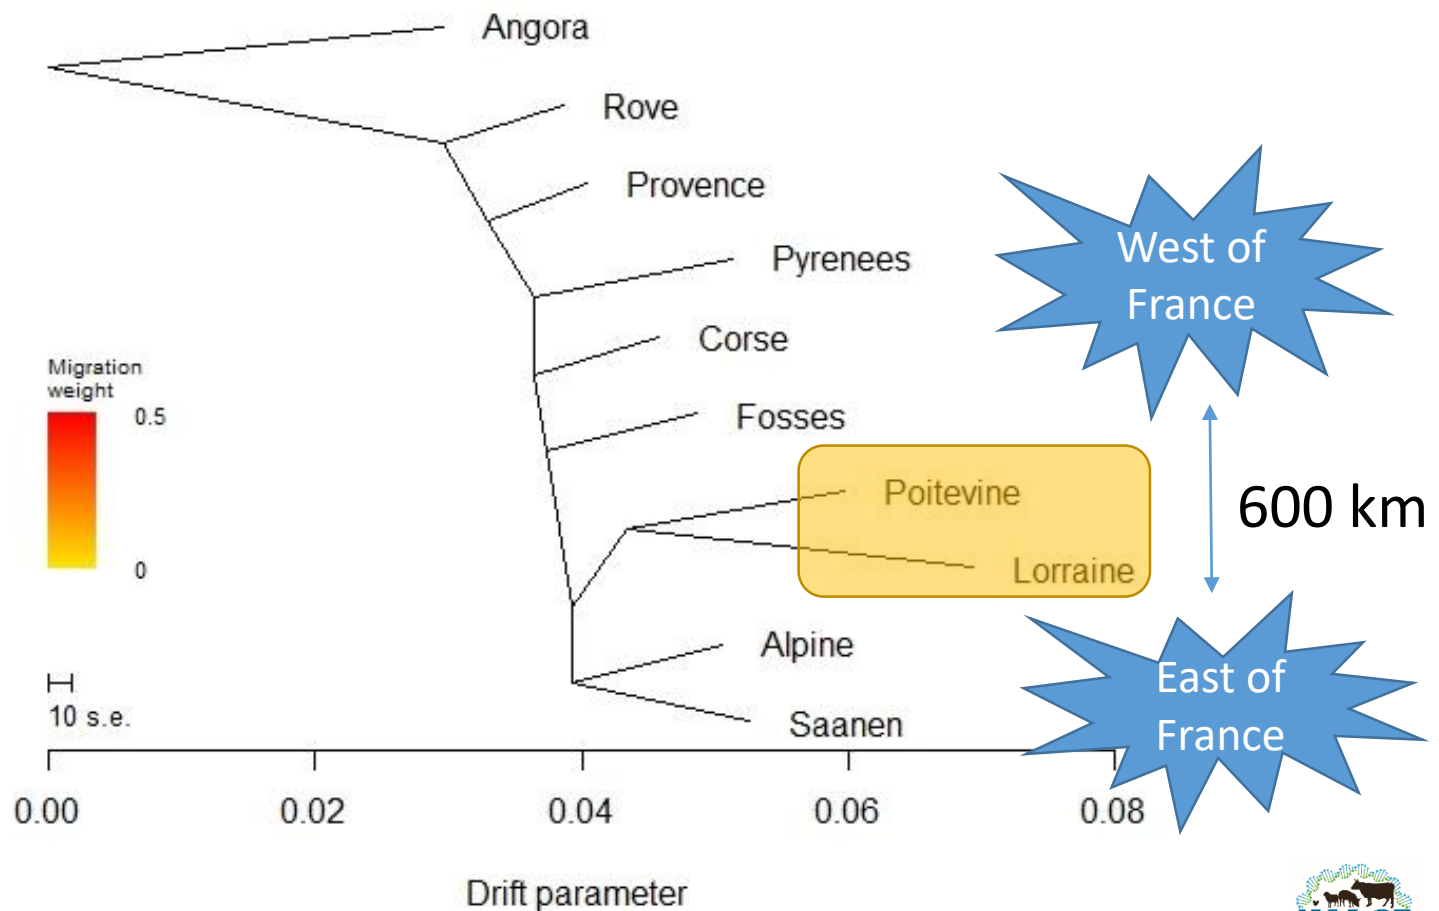 Angora
Rove
Provence
Pyrenees
Corse
Fosses
Poitevine
Lorraine
Alpine
Saanen
Migration
weight
0.5
0
10 s.e.
0.00 0.02 0.04 0.06 0.08
Drift parameter
West of
France
600 km
East of
France